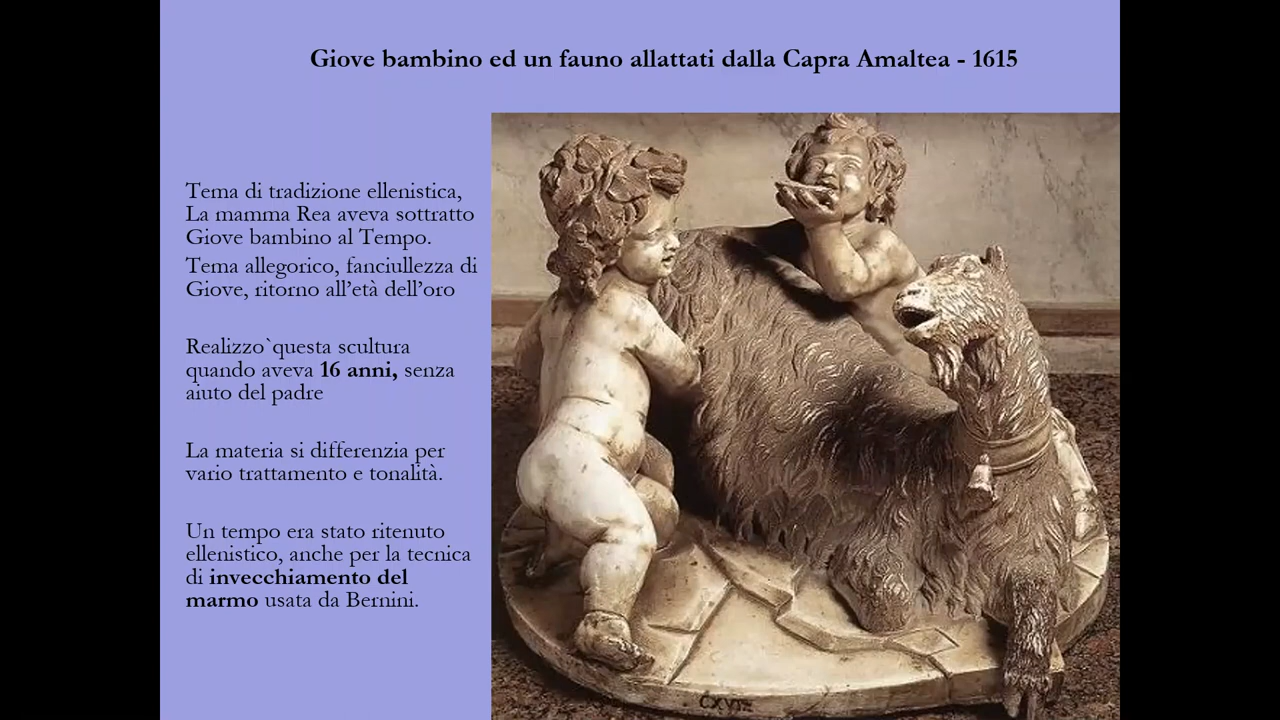 Giove bambino ed un fauno allattati dalla Capra Amaltea - 1615
Tema di tradizione ellenistica,
La mamma Rea aveva sottratto
Giove bambino al Tempo.
Tema allegorico, fanciullezza di
Giove, ritorno all’età dell’oro
Realizzo`questa scultura
quando aveva 16 anni, senza
aiuto del padre
La materia si differenzia per
vario trattamento e tonalità.
Un tempo era stato ritenuto
ellenistico, anche per la tecnica
di invecchiamento del
marmo usata da Bernini.